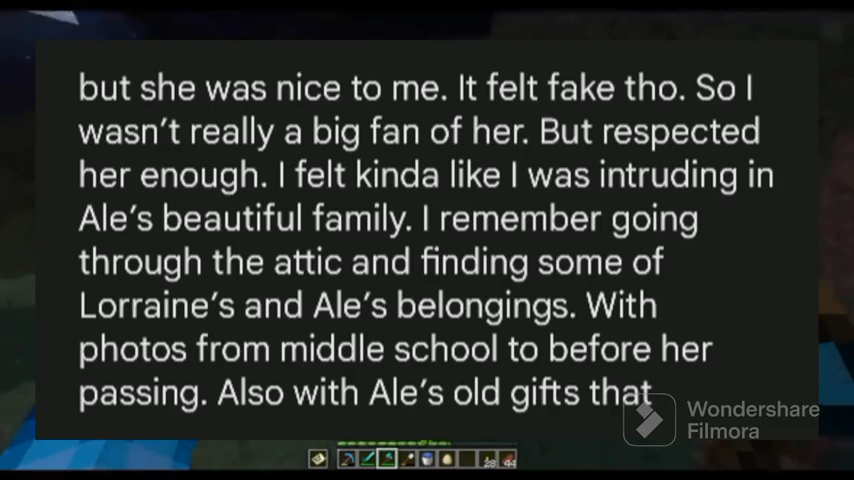 but she was nice to me. It felt fake tho. So I
wasn't really a big fan of her. But respected
her enough. I felt kinda like I was intruding in
Ale's beautiful family. I remember going
through the attic and finding some of
Lorraine's and Ale's belongings. With
photos from middle school to before her
passing. Also with Ale's old gifts that
Wondershare
Filmora
28 44